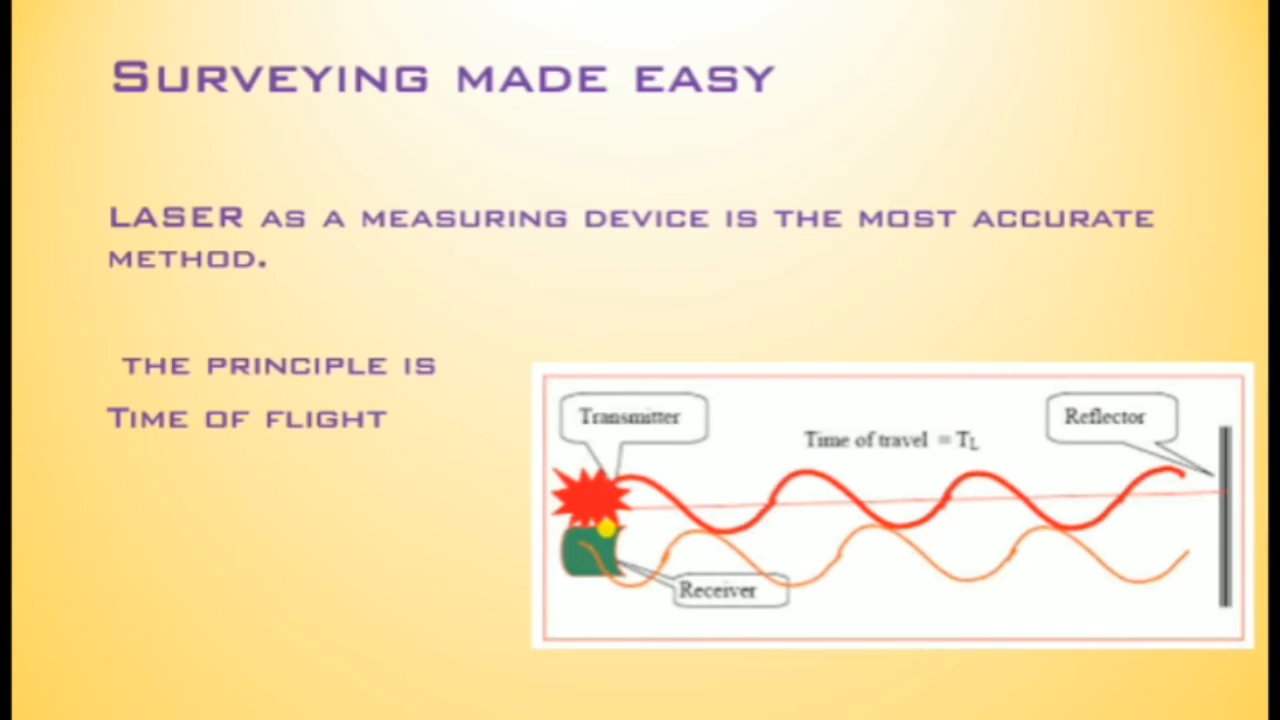 SURVEYING MADE EASY
LASER AS A MEASURING DEVICE IS THE MOST ACCURATE
METHOD.
THE PRINCIPLE IS
TIME OF FLIGHT
Transmitter
Reflector
Time of travel = TL
Receiver